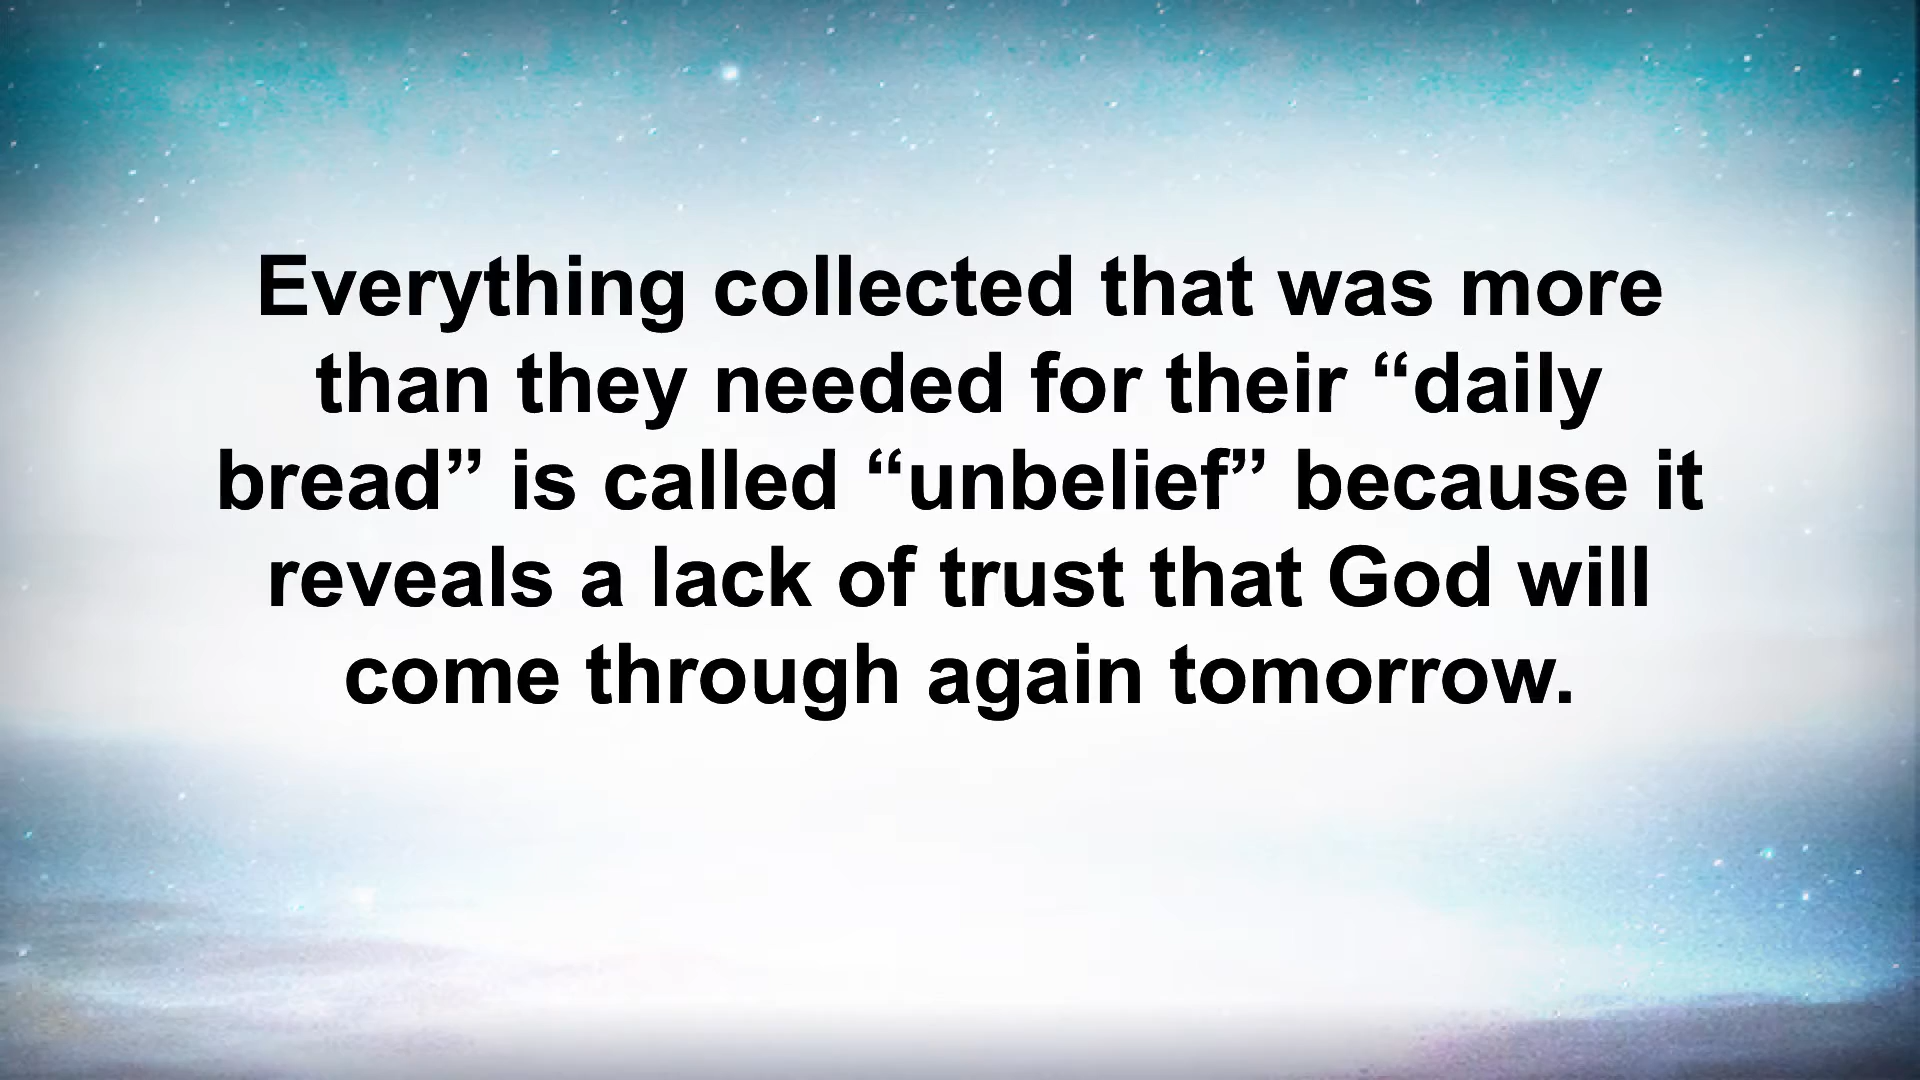 Everything collected that was more
than they needed for their “daily
bread” is called “unbelief” because it
reveals a lack of trust that God will
come through again tomorrow.